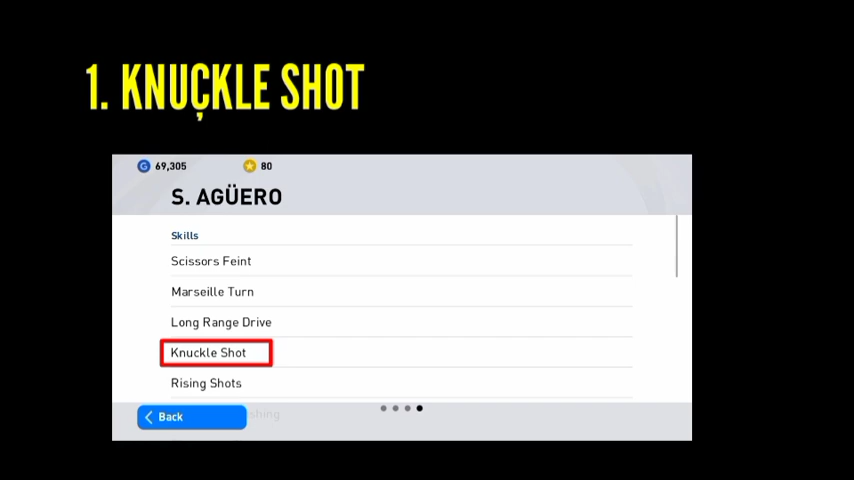 1. KNUÇKLE SHOT
69,305 80
S. AGÜERO
Skills
Scissors Feint
Marseille Turn
Long Range Drive
Knuckle Shot
Rising Shots
Back